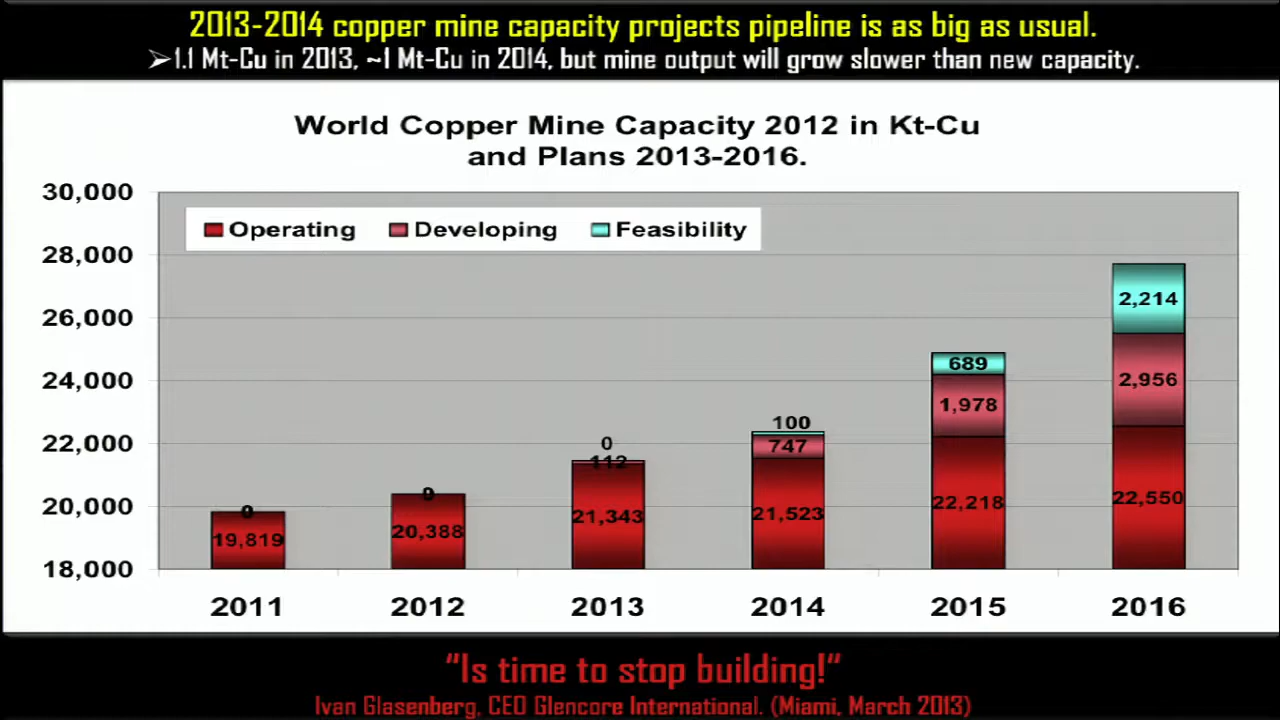 2013-2014 copper mine capacity projects pipeline is as big as usual.
➢1.1 Mt-Cu in 2013, ~1 Mt-Cu in 2014, but mine output will grow slower than new capacity.
World Copper Mine Capacity 2012 in Kt-Cu
and Plans 2013-2016.
30,000
28,000
26,000
24,000
22,000
20,000
18,000
Operating Developing Feasibility
0
19,819
0
20,388
0
112
21,343
100
747
21,523
689
1,978
22,218
2,214
2,956
22,550
2011 2012 2013 2014 2015 2016
"Is time to stop building!"
Ivan Glasenberg, CEO Glencore International. (Miami, March 2013)